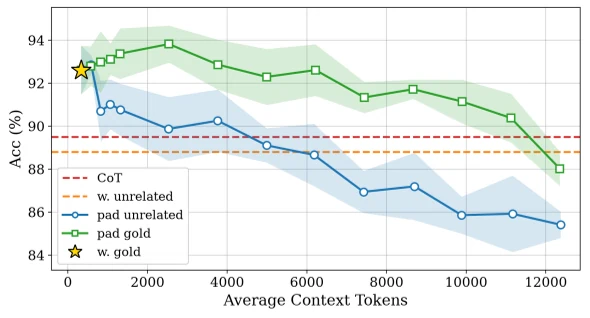 94
92
90
88
86
84
Acc (%)
CoT
w. unrelated
pad unrelated
pad gold
w. gold
0 2000 4000 6000 8000 10000 12000
Average Context Tokens